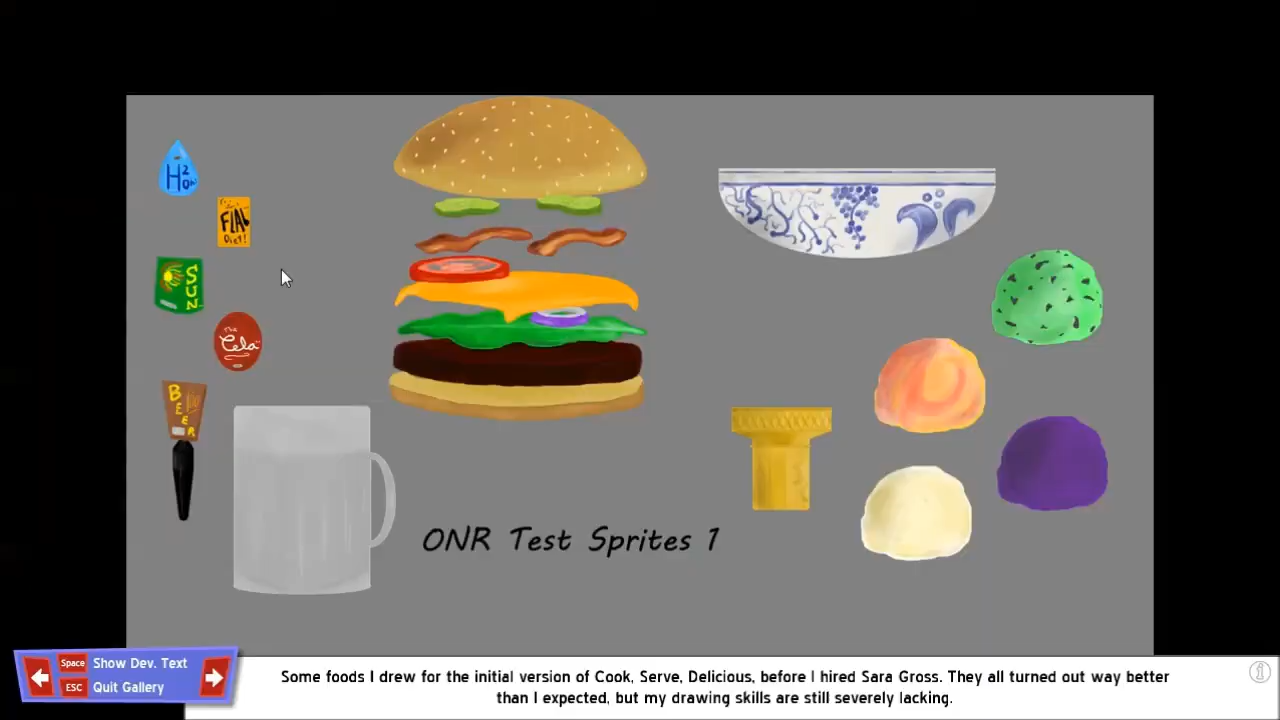 H2O
FLAV
Diet!
SUN
The
Cola
BEER
ONR Test Sprites 1
Space Show Dev. Text
ESC Quit Gallery
Some foods I drew for the initial version of Cook, Serve, Delicious, before I hired Sara Gross. They all turned out way better
than I expected, but my drawing skills are still severely lacking.